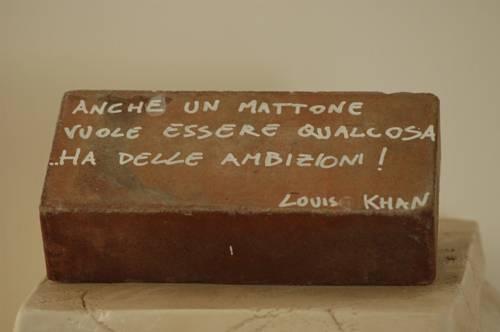 ANCHE UN MATTONE
VUOLE ESSERE QUALCOSA
..HA DELLE AMBIZIONI!
LOUIS KHAN